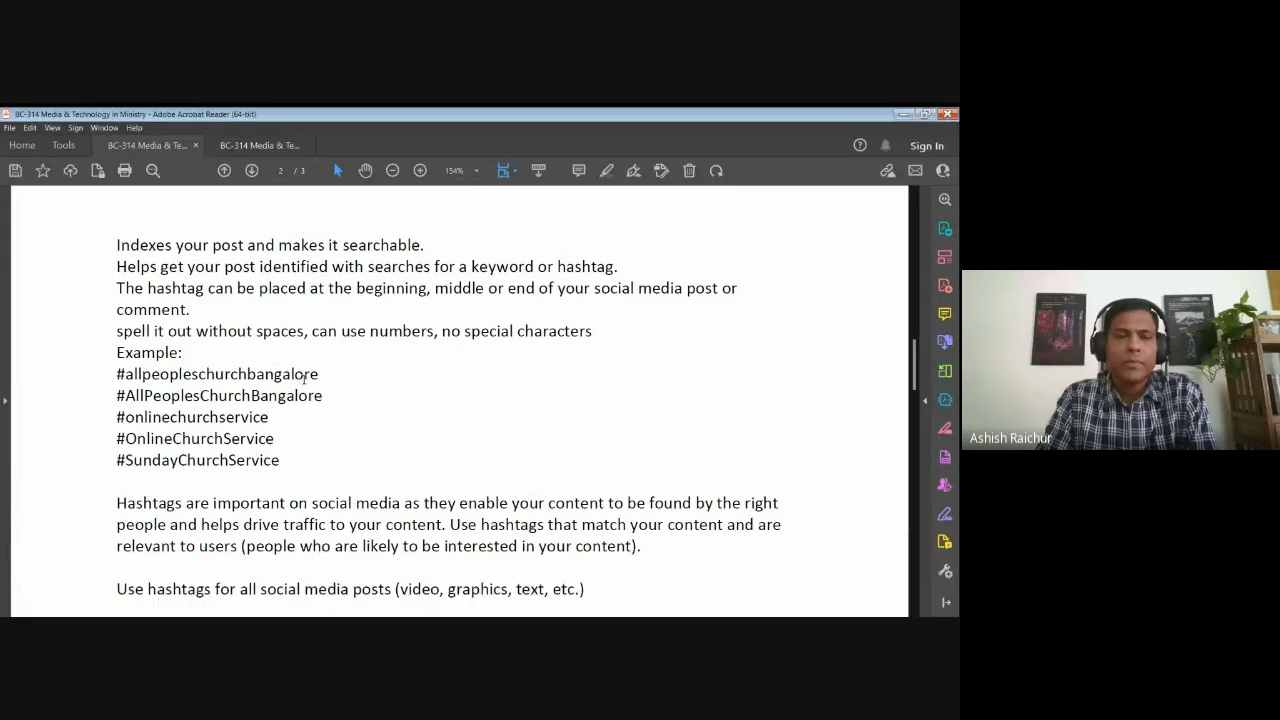 BC-314 Media & Technology in Ministry - Adobe Acrobat Reader (64-bit)
File Edit View Sign Window Help
Home Tools BC-314 Media & Te... × BC-314 Media & Te... Sign In
2 / 3 154%
Indexes your post and makes it searchable.
Helps get your post identified with searches for a keyword or hashtag.
The hashtag can be placed at the beginning, middle or end of your social media post or
comment.
spell it out without spaces, can use numbers, no special characters
Example:
#allpeopleschurchbangalore
#AllPeoplesChurchBangalore
#onlinechurchservice
#OnlineChurchService
#SundayChurchService
Hashtags are important on social media as they enable your content to be found by the right
people and helps drive traffic to your content. Use hashtags that match your content and are
relevant to users (people who are likely to be interested in your content).
Use hashtags for all social media posts (video, graphics, text, etc.)
Ashish Raichur